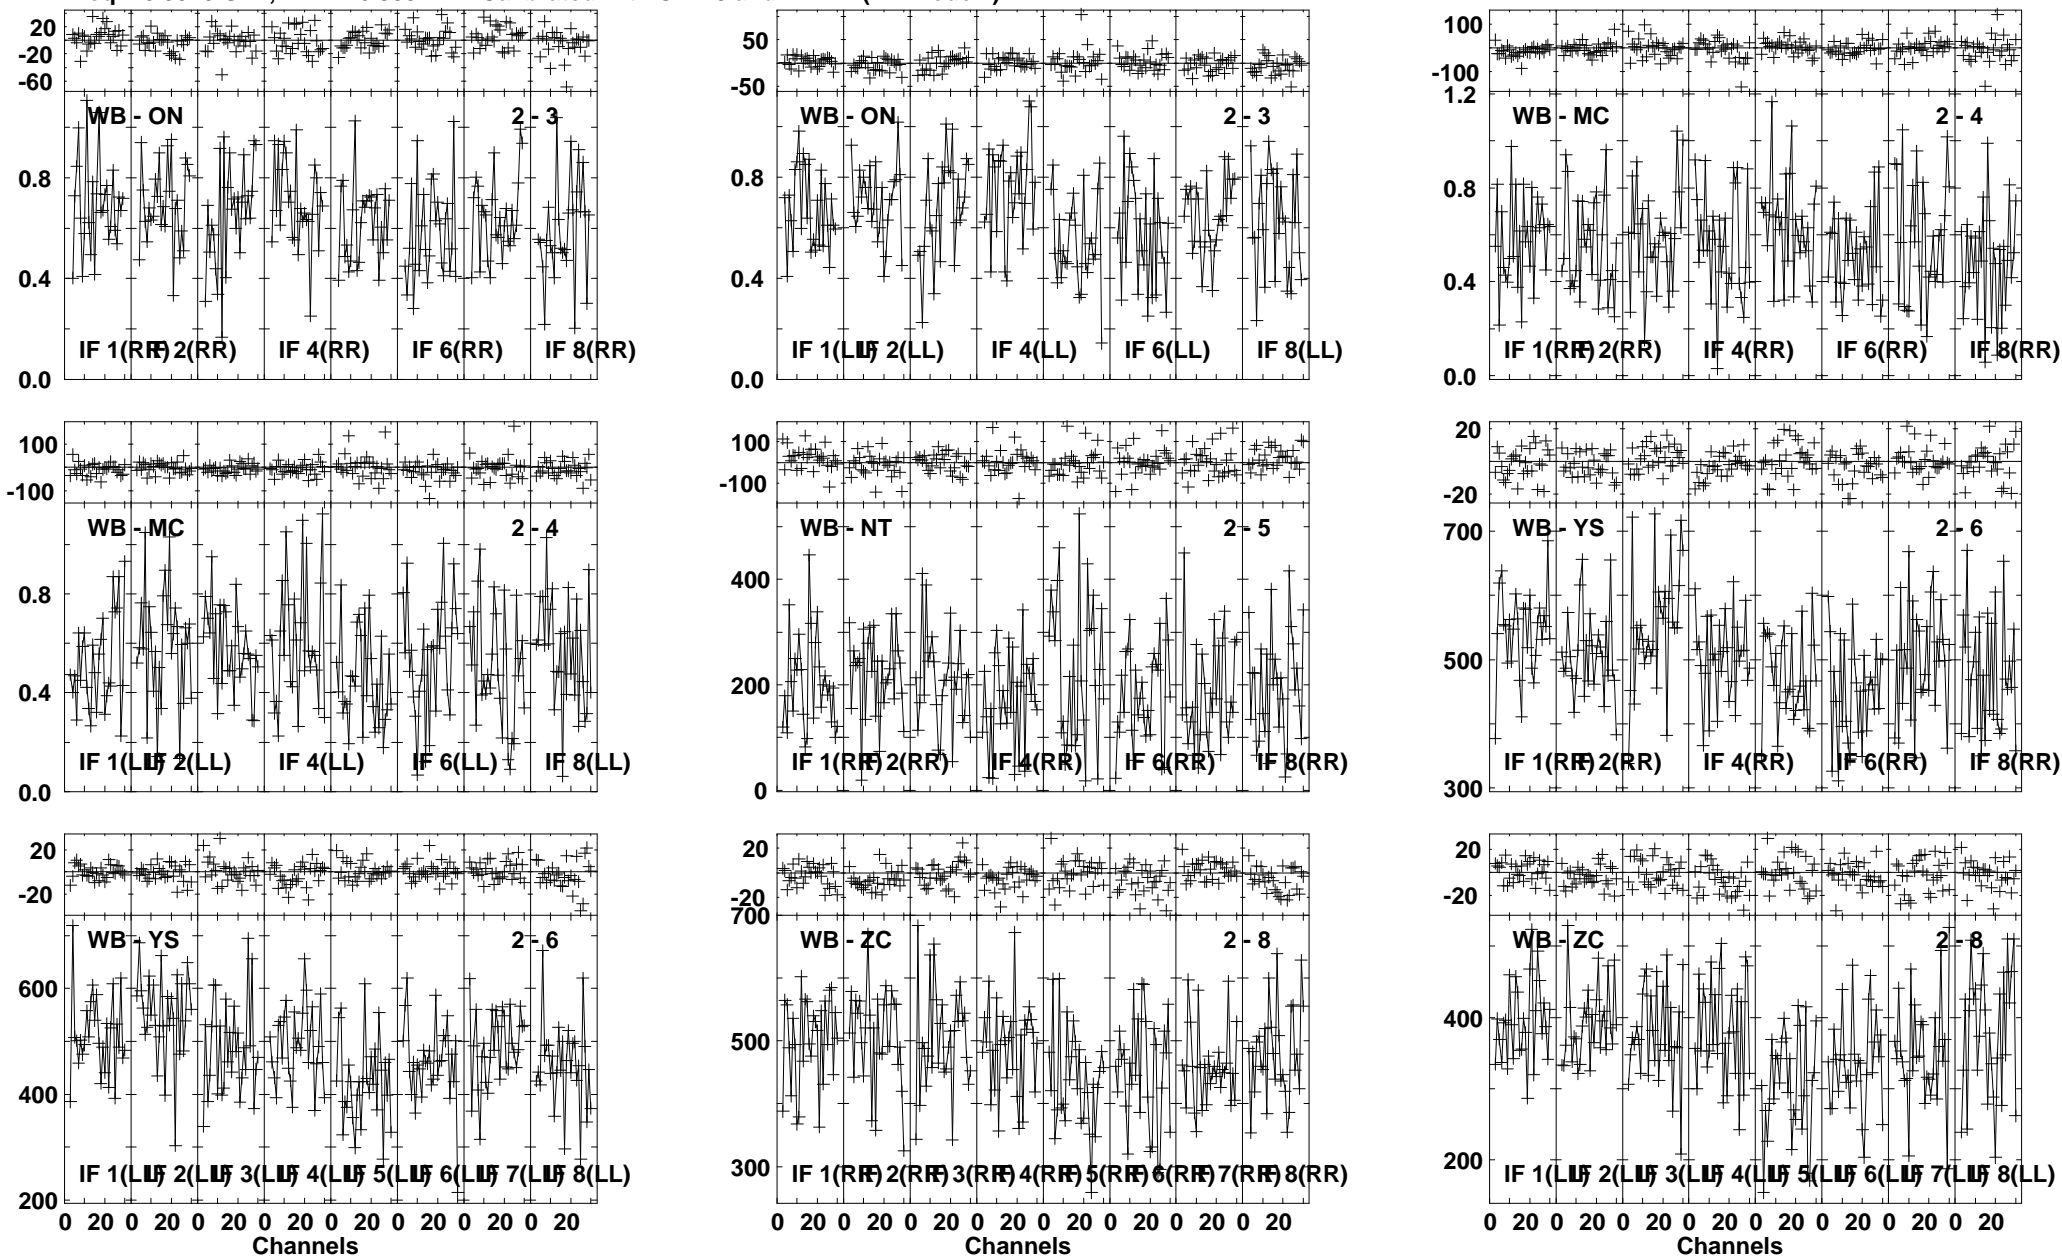 20
-20
-60
WB - ON
2 - 3
0.8
0.4
0.0
IF 1(RR) IF 2(RR) IF 4(RR) IF 6(RR) IF 8(RR)
50
-50
WB - ON
2 - 3
0.8
0.4
0.0
IF 1(LL) IF 2(LL) IF 4(LL) IF 6(LL) IF 8(LL)
100
-100
1.2
WB - MC
2 - 4
0.8
0.4
0.0
IF 1(RR) IF 2(RR) IF 4(RR) IF 6(RR) IF 8(RR)
100
-100
WB - MC
2 - 4
0.8
0.4
0.0
IF 1(LL) IF 2(LL) IF 4(LL) IF 6(LL) IF 8(LL)
100
-100
WB - NT
2 - 5
400
200
0
IF 1(RR) IF 2(RR) IF 4(RR) IF 6(RR) IF 8(RR)
20
-20
WB - YS
2 - 6
700
500
300
IF 1(RR) IF 2(RR) IF 4(RR) IF 6(RR) IF 8(RR)
20
-20
WB - YS
2 - 6
600
400
200
IF 1(LL) IF 2(LL) IF 3(LL) IF 4(LL) IF 5(LL) IF 6(LL) IF 7(LL) IF 8(LL)
0 20 0 20 0 20 0 20 0 20 0 20 0 20 0 20
Channels
20
-20
700
WB - ZC
2 - 8
500
300
IF 1(RR) IF 2(RR) IF 3(RR) IF 4(RR) IF 5(RR) IF 6(RR) IF 7(RR) IF 8(RR)
0 20 0 20 0 20 0 20 0 20 0 20 0 20 0 20
Channels
20
-20
WB - ZC
2 - 8
400
200
IF 1(LL) IF 2(LL) IF 3(LL) IF 4(LL) IF 5(LL) IF 6(LL) IF 7(LL) IF 8(LL)
0 20 0 20 0 20 0 20 0 20 0 20 0 20 0 20
Channels